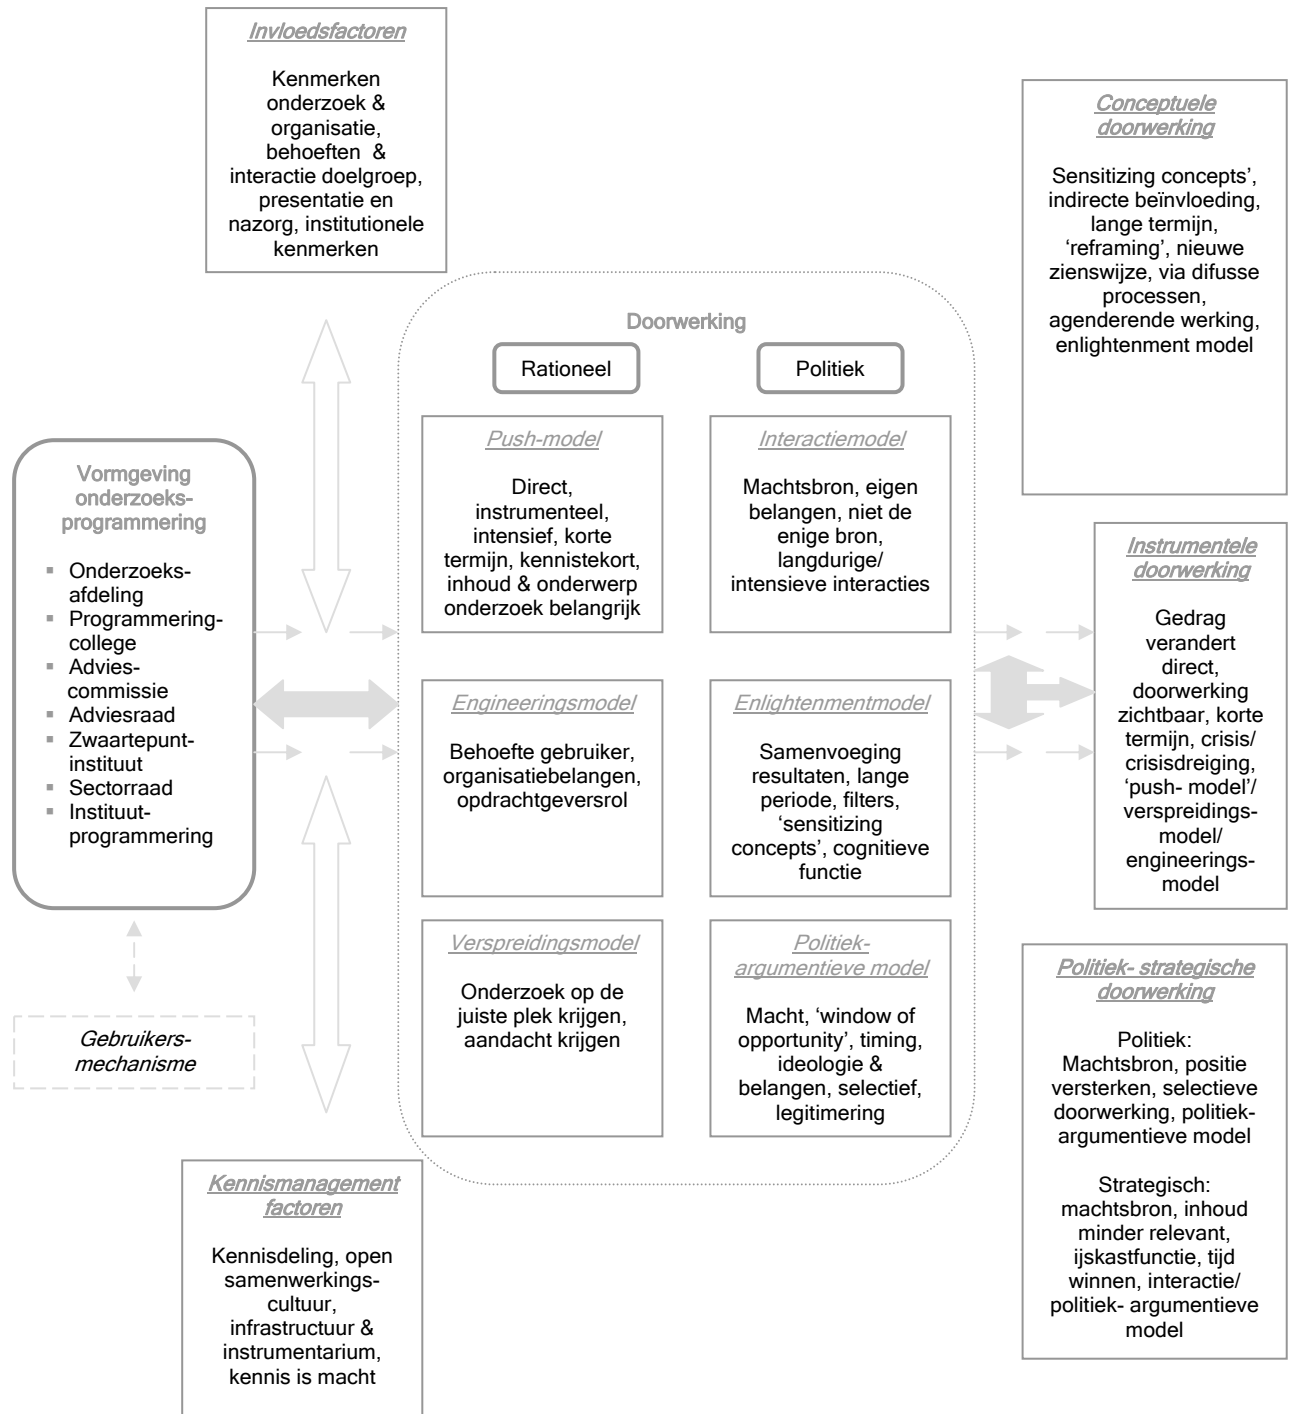 Invloedsfactoren
Kenmerken
onderzoek &
organisatie,
behoeften &
interactie doelgroep,
presentatie en
nazorg, institutionele
kenmerken
Conceptuele
doorwerking
Sensitizing concepts’,
indirecte beïnvloeding,
lange termijn,
‘reframing’, nieuwe
zienswijze, via difusse
processen,
agenderende werking,
enlightenment model
Doorwerking
Rationeel
Politiek
Push-model
Direct,
instrumenteel,
intensief, korte
termijn, kennistekort,
inhoud & onderwerp
onderzoek belangrijk
Interactiemodel
Machtsbron, eigen
belangen, niet de
enige bron,
langdurige/
intensieve interacties
Vormgeving
onderzoeks-
programmering
▪ Onderzoeks-
afdeling
▪ Programmering-
college
▪ Advies-
commissie
▪ Adviesraad
▪ Zwaartepunt-
instituut
▪ Sectorraad
▪ Instituut-
programmering
Engineeringsmodel
Behoefte gebruiker,
organisatiebelangen,
opdrachtgeversrol
Enlightenmentmodel
Samenvoeging
resultaten, lange
periode, filters,
‘sensitizing
concepts’, cognitieve
functie
Instrumentele
doorwerking
Gedrag
verandert
direct,
doorwerking
zichtbaar, korte
termijn, crisis/
crisisdreiging,
‘push- model’/
verspreidings-
model/
engineerings-
model
Verspreidingsmodel
Onderzoek op de
juiste plek krijgen,
aandacht krijgen
Politiek-
argumentieve model
Macht, ‘window of
opportunity’, timing,
ideologie &
belangen, selectief,
legitimering
Gebruikers-
mechanisme
Politiek- strategische
doorwerking
Politiek:
Machtsbron, positie
versterken, selectieve
doorwerking, politiek-
argumentieve model
Strategisch:
machtsbron, inhoud
minder relevant,
ijskastfunctie, tijd
winnen, interactie/
politiek- argumentieve
model
Kennismanagement
factoren
Kennisdeling, open
samenwerkings-
cultuur,
infrastructuur &
instrumentarium,
kennis is macht